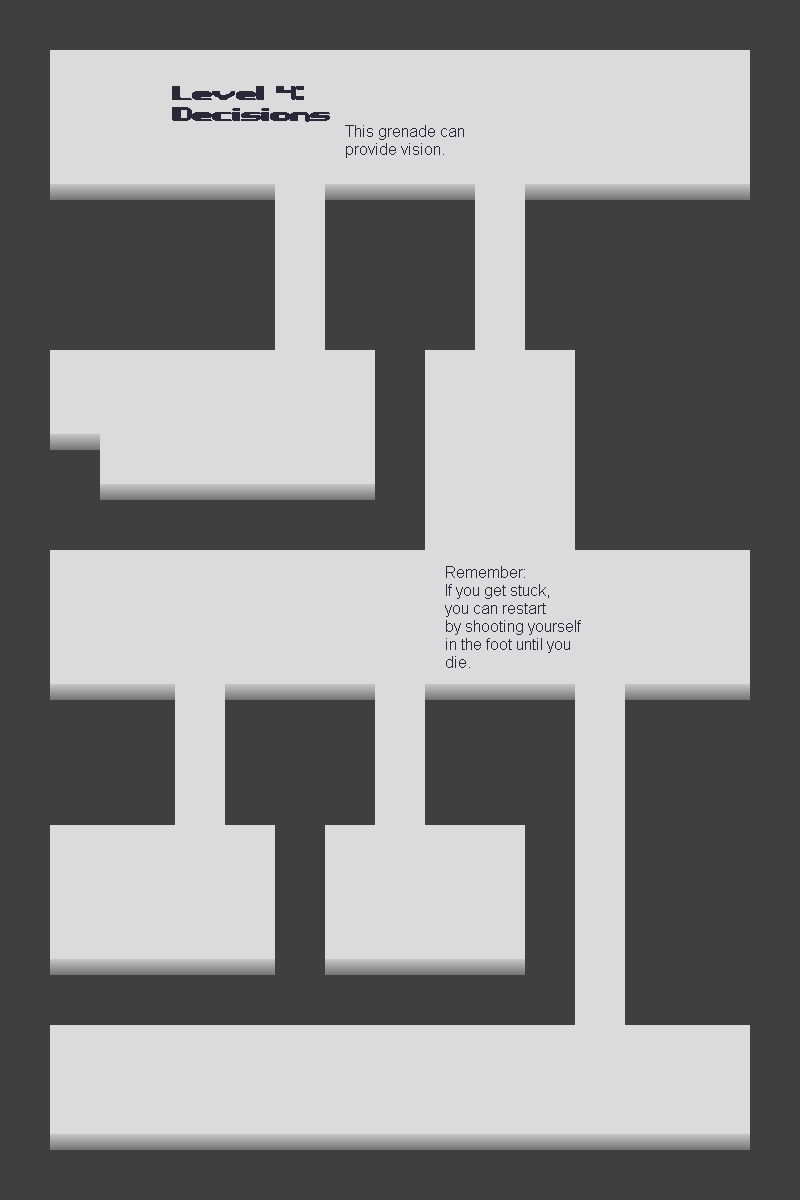 Level 4:
Decisions
This grenade can
provide vision.
Remember:
If you get stuck,
you can restart
by shooting yourself
in the foot until you
die.